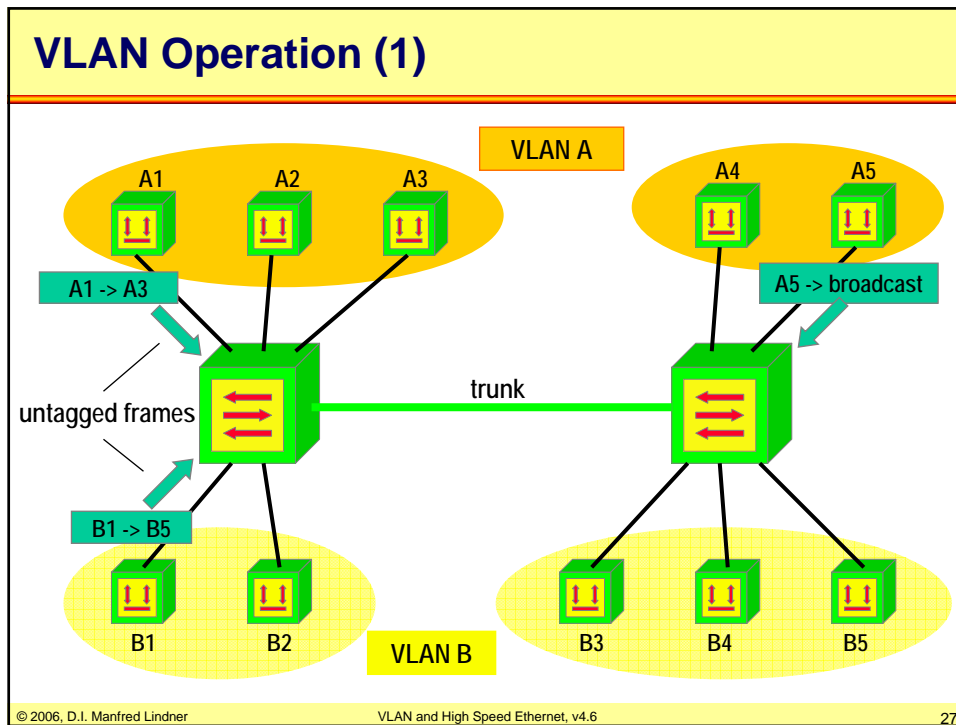 VLAN Operation (1)
VLAN A
A1
A2
A3
A4
A5
A1 -> A3
A5 -> broadcast
trunk
untagged frames
B1 -> B5
B1
B2
VLAN B
B3
B4
B5
© 2006, D.I. Manfred Lindner
VLAN and High Speed Ethernet, v4.6
27